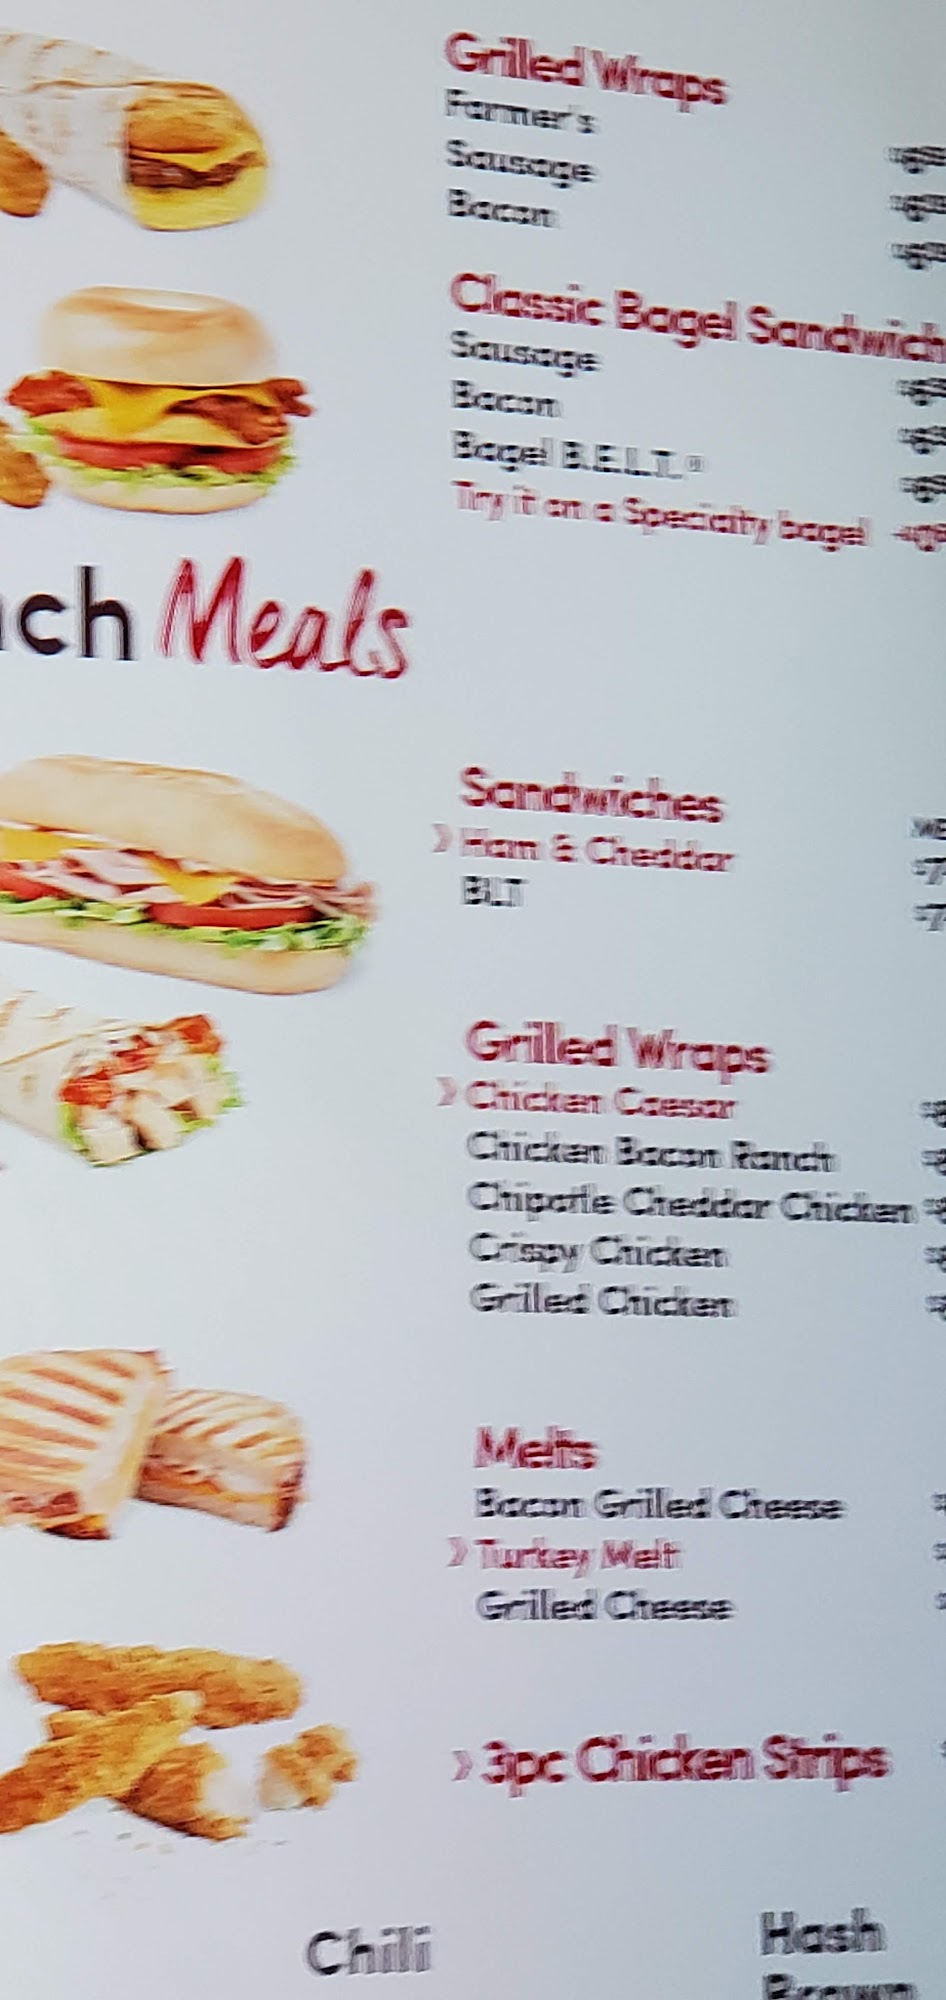 Grilled Wraps
Farmer's
Sausage
Bacon
Classic Bagel Sandwich
Sausage
Bacon
Bagel B.E.L.T.®
Try it on a Specialty bagel
Meals
Sandwiches
› Ham & Cheddar
BLT
Grilled Wraps
› Chicken Caesar
Chicken Bacon Ranch
Chipotle Cheddar Chicken
Crispy Chicken
Grilled Chicken
Melts
Bacon Grilled Cheese
› Turkey Melt
Grilled Cheese
› 3pc Chicken Strips
Chili
Hash
Brown